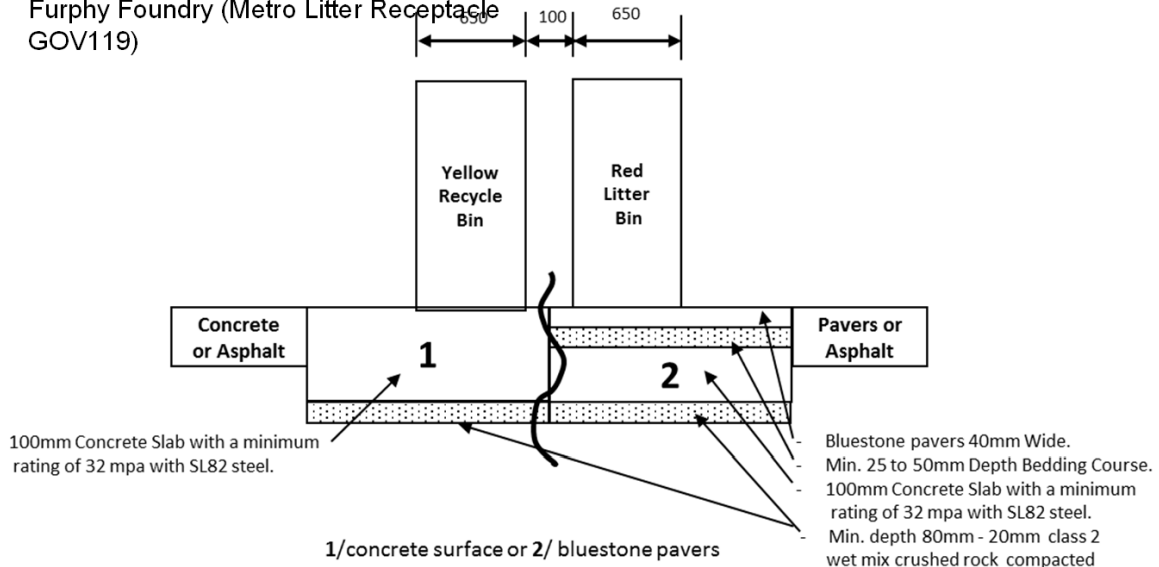 Furphy Foundry (Metro Litter Receptacle
GOV119)
650 100 650
Yellow
Recycle
Bin
Red
Litter
Bin
Concrete
or Asphalt
1
2
Pavers or
Asphalt
100mm Concrete Slab with a minimum
rating of 32 mpa with SL82 steel.
- Bluestone pavers 40mm Wide.
- Min. 25 to 50mm Depth Bedding Course.
- 100mm Concrete Slab with a minimum
rating of 32 mpa with SL82 steel.
- Min. depth 80mm - 20mm class 2
wet mix crushed rock compacted
1/concrete surface or 2/ bluestone pavers